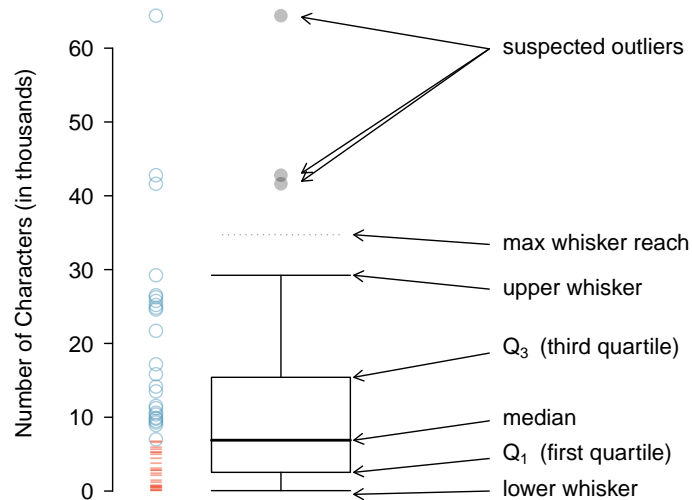 Number of Characters (in thousands)
60
50
40
30
20
10
0
suspected outliers
max whisker reach
upper whisker
Q₃ (third quartile)
median
Q₁ (first quartile)
lower whisker